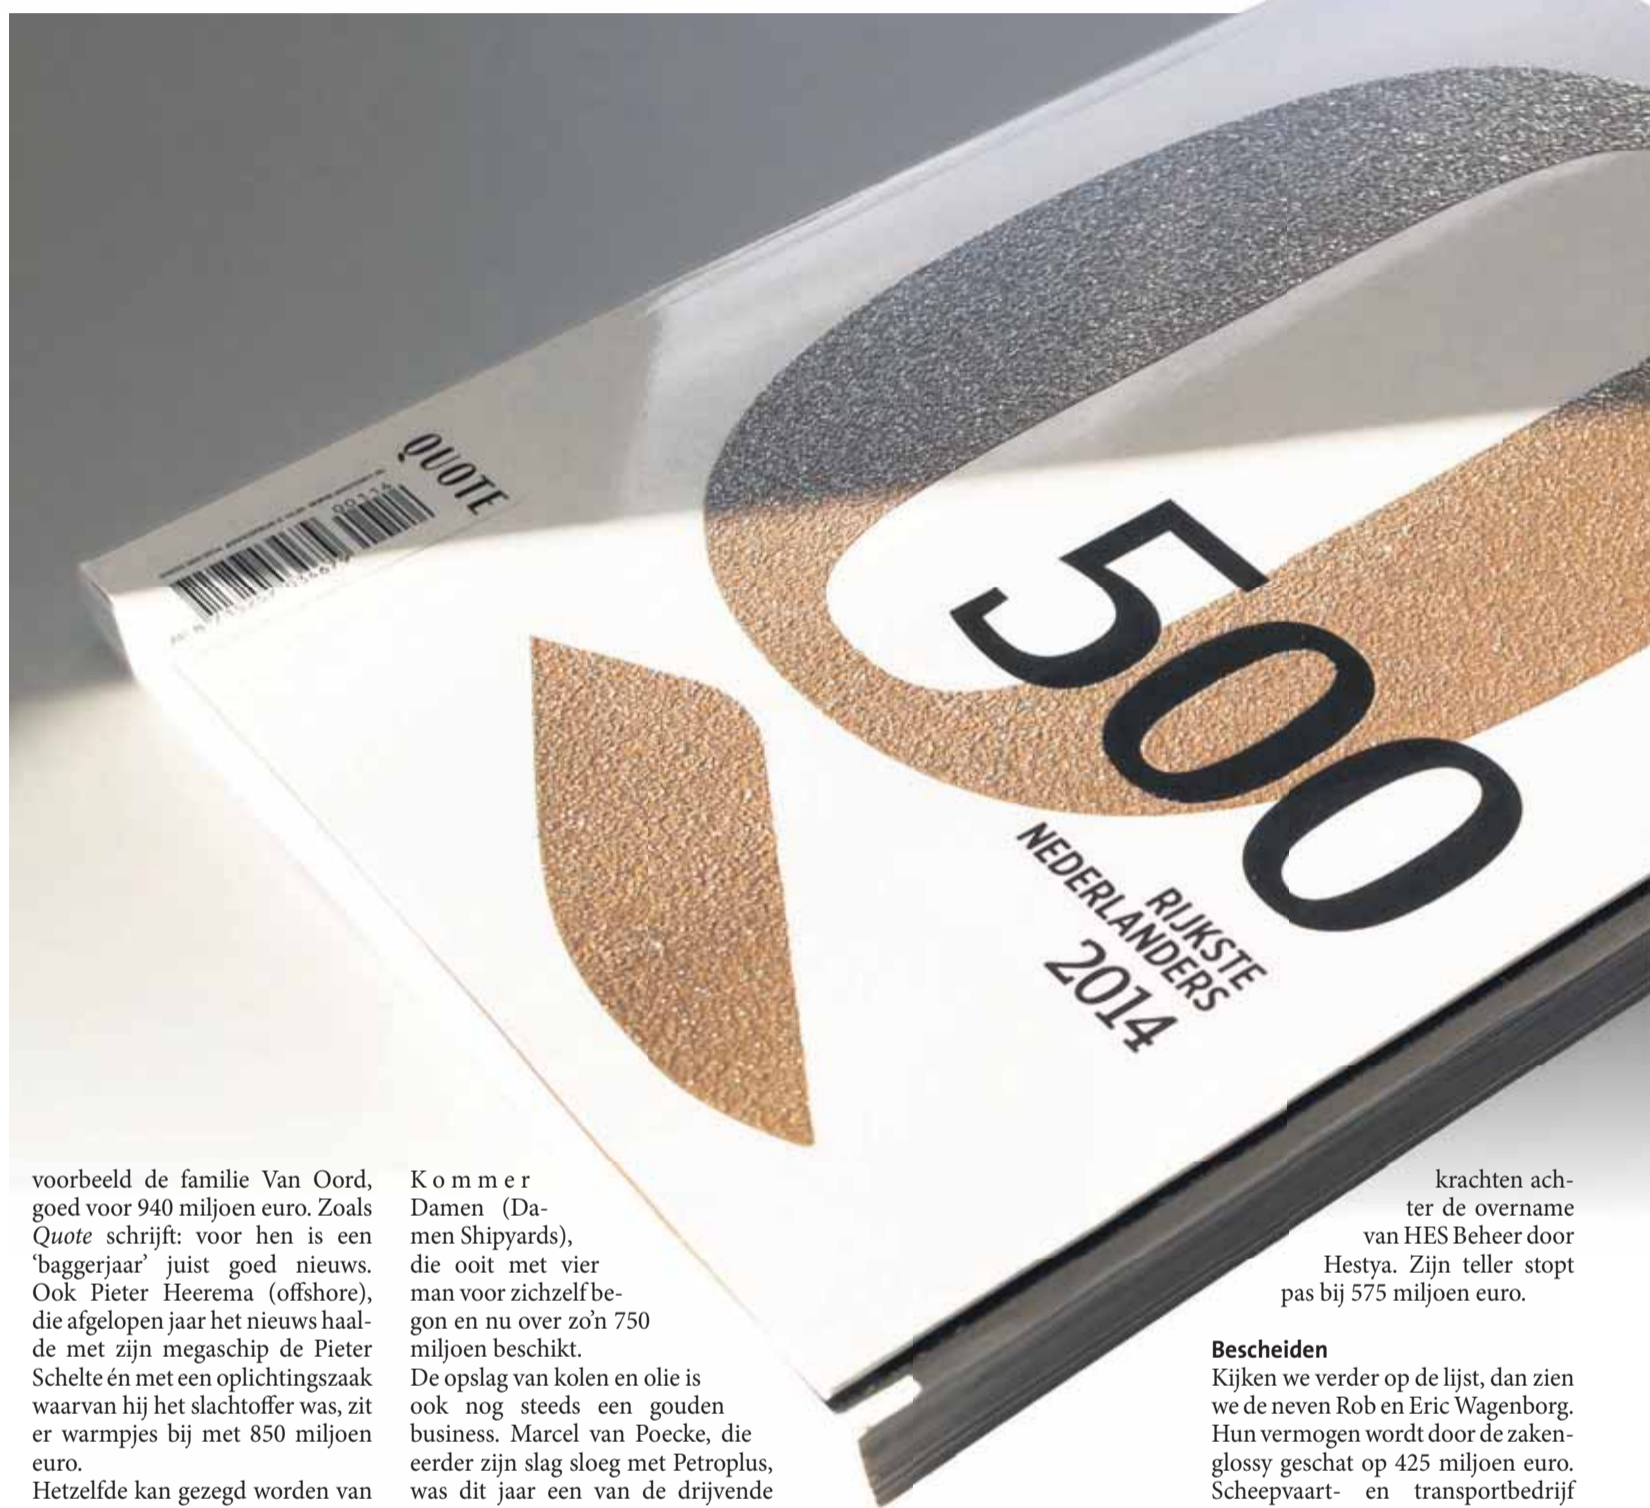 QUOTE
00114
500
RIJKSTE
NEDERLANDERS
2014
voorbeeld de familie Van Oord,
goed voor 940 miljoen euro. Zoals
Quote schrijft: voor hen is een
‘baggerjaar’ juist goed nieuws.
Ook Pieter Heerema (offshore),
die afgelopen jaar het nieuws haal-
de met zijn megaschip de Pieter
Schelte én met een oplichtingszaak
waarvan hij het slachtoffer was, zit
er warmpjes bij met 850 miljoen
euro.
Hetzelfde kan gezegd worden van
Kommer
Damen (Da-
men Shipyards),
die ooit met vier
man voor zichzelf be-
gon en nu over zo’n 750
miljoen beschikt.
De opslag van kolen en olie is
ook nog steeds een gouden
business. Marcel van Poecke, die
eerder zijn slag sloeg met Petroplus,
was dit jaar een van de drijvende
krachten ach-
ter de overname
van HES Beheer door
Hestya. Zijn teller stopt
pas bij 575 miljoen euro.
Bescheiden
Kijken we verder op de lijst, dan zien
we de neven Rob en Eric Wagenborg.
Hun vermogen wordt door de zaken-
glossy geschat op 425 miljoen euro.
Scheepvaart- en transportbedrijf